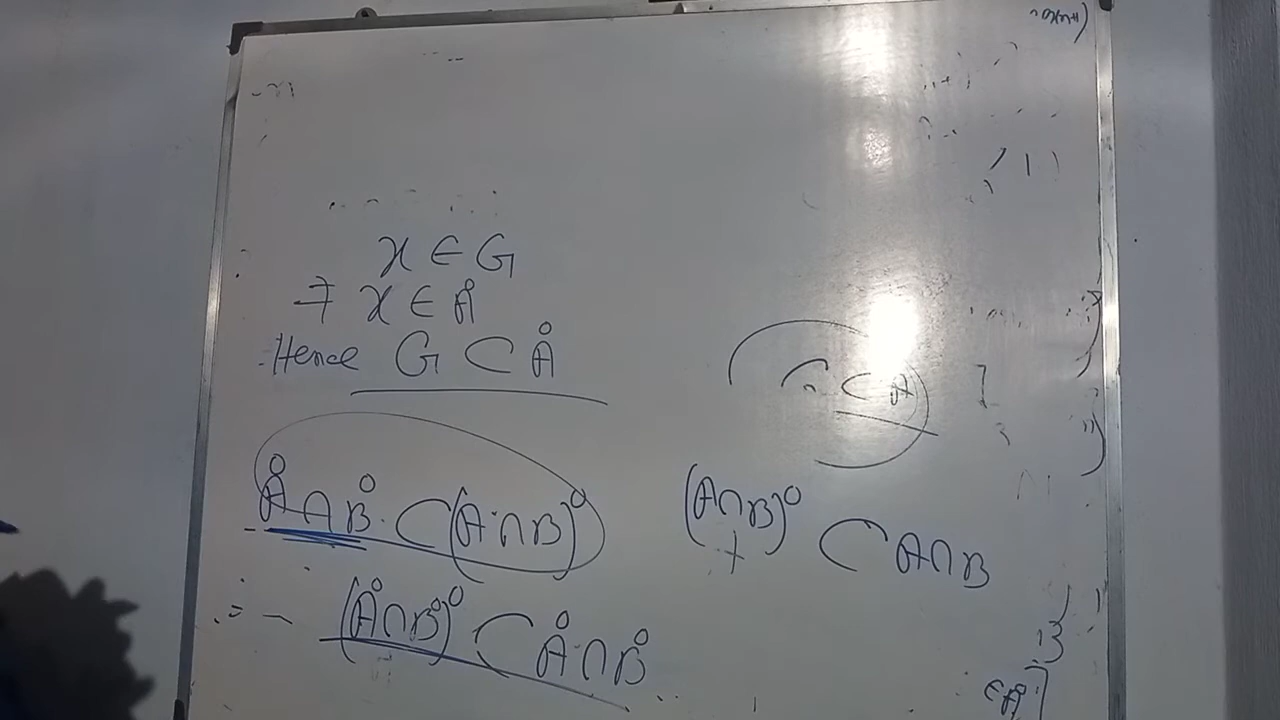 x ∈ G
⇒ x ∈ Å
Hence G ⊂ Å
⊂ A
Å ∩ B° ⊂ (A ∩ B)°
(A ∩ B)° ⊂ A ∩ B
∴ (Å ∩ B°)° ⊂ Å ∩ B°
∈ A°